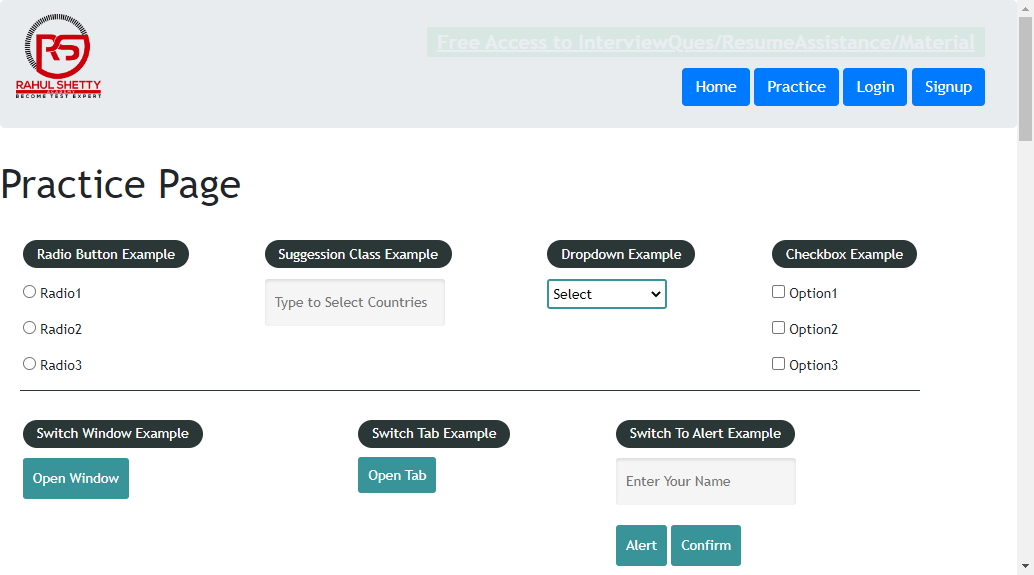 RS
RAHUL SHETTY
ACADEMY
BECOME TEST EXPERT
Free Access to InterviewQues/ResumeAssistance/Material
Home Practice Login Signup
Practice Page
Radio Button Example Suggession Class Example Dropdown Example Checkbox Example
Radio1 Type to Select Countries Select Option1
Radio2 Option2
Radio3 Option3
Switch Window Example Switch Tab Example Switch To Alert Example
Open Window Open Tab Enter Your Name
Alert Confirm